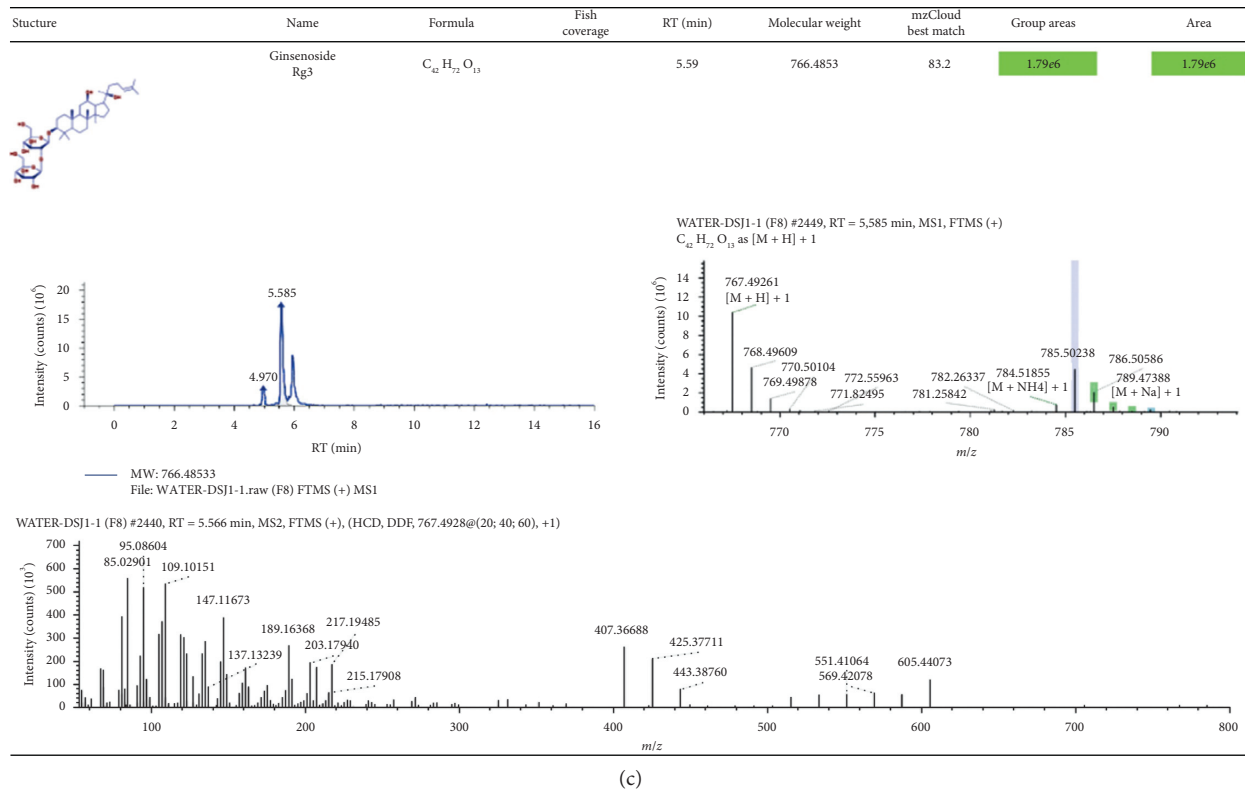 Stucture Name Formula Fish coverage RT (min) Molecular weight mzCloud best match Group areas Area
Ginsenoside Rg3 C42 H72 O13 5.59 766.4853 83.2 1.79e6 1.79e6
WATER-DSJ1-1 (F8) #2449, RT = 5,585 min, MS1, FTMS (+)
C42 H72 O13 as [M + H] + 1
Intensity (counts) (10^6)
20
15
10
5
0
5.585
4.970
0 2 4 6 8 10 12 14 16
RT (min)
MW: 766.48533
File: WATER-DSJ1-1.raw (F8) FTMS (+) MS1
Intensity (counts) (10^6)
14
12
10
8
6
4
2
0
767.49261
[M + H] + 1
768.49609
770.50104
769.49878
772.55963
771.82495
782.26337
781.25842
784.51855
[M + NH4] + 1
785.50238
786.50586
789.47388
[M + Na] + 1
770 775 780 785 790
m/z
WATER-DSJ1-1 (F8) #2440, RT = 5.566 min, MS2, FTMS (+), (HCD, DDF, 767.4928@(20; 40; 60), +1)
Intensity (counts) (10^3)
700
600
500
400
300
200
100
0
95.08604
85.02901
109.10151
147.11673
137.13239
189.16368
203.17940
217.19485
215.17908
407.36688
425.37711
443.38760
551.41064
569.42078
605.44073
100 200 300 400 500 600 700 800
m/z
(c)